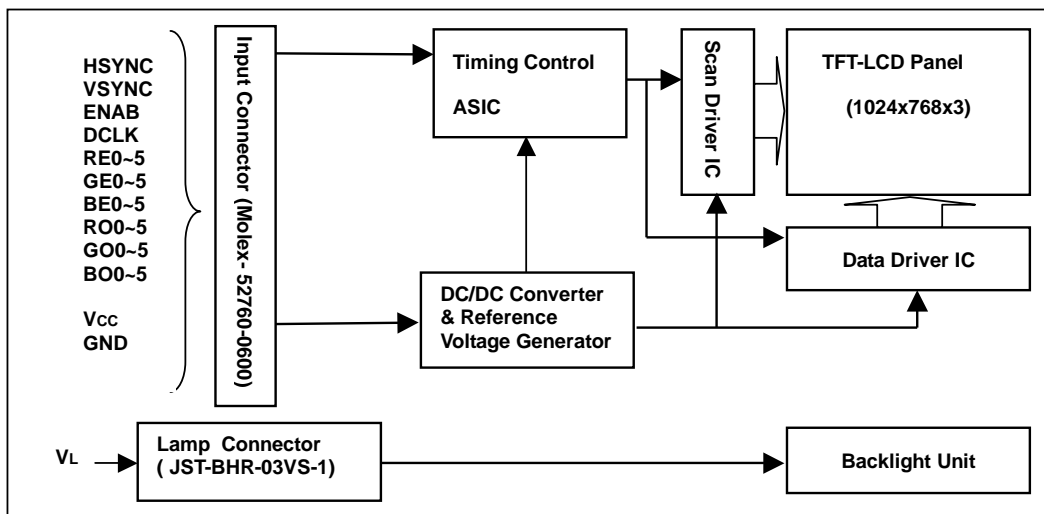 HSYNC
VSYNC
ENAB
DCLK
RE0~5
GE0~5
BE0~5
RO0~5
GO0~5
BO0~5
VCC
GND
Input Connector (Molex- 52760-0600)
Timing Control
ASIC
Scan Driver IC
TFT-LCD Panel
(1024x768x3)
Data Driver IC
DC/DC Converter
& Reference
Voltage Generator
VL
Lamp Connector
( JST-BHR-03VS-1)
Backlight Unit